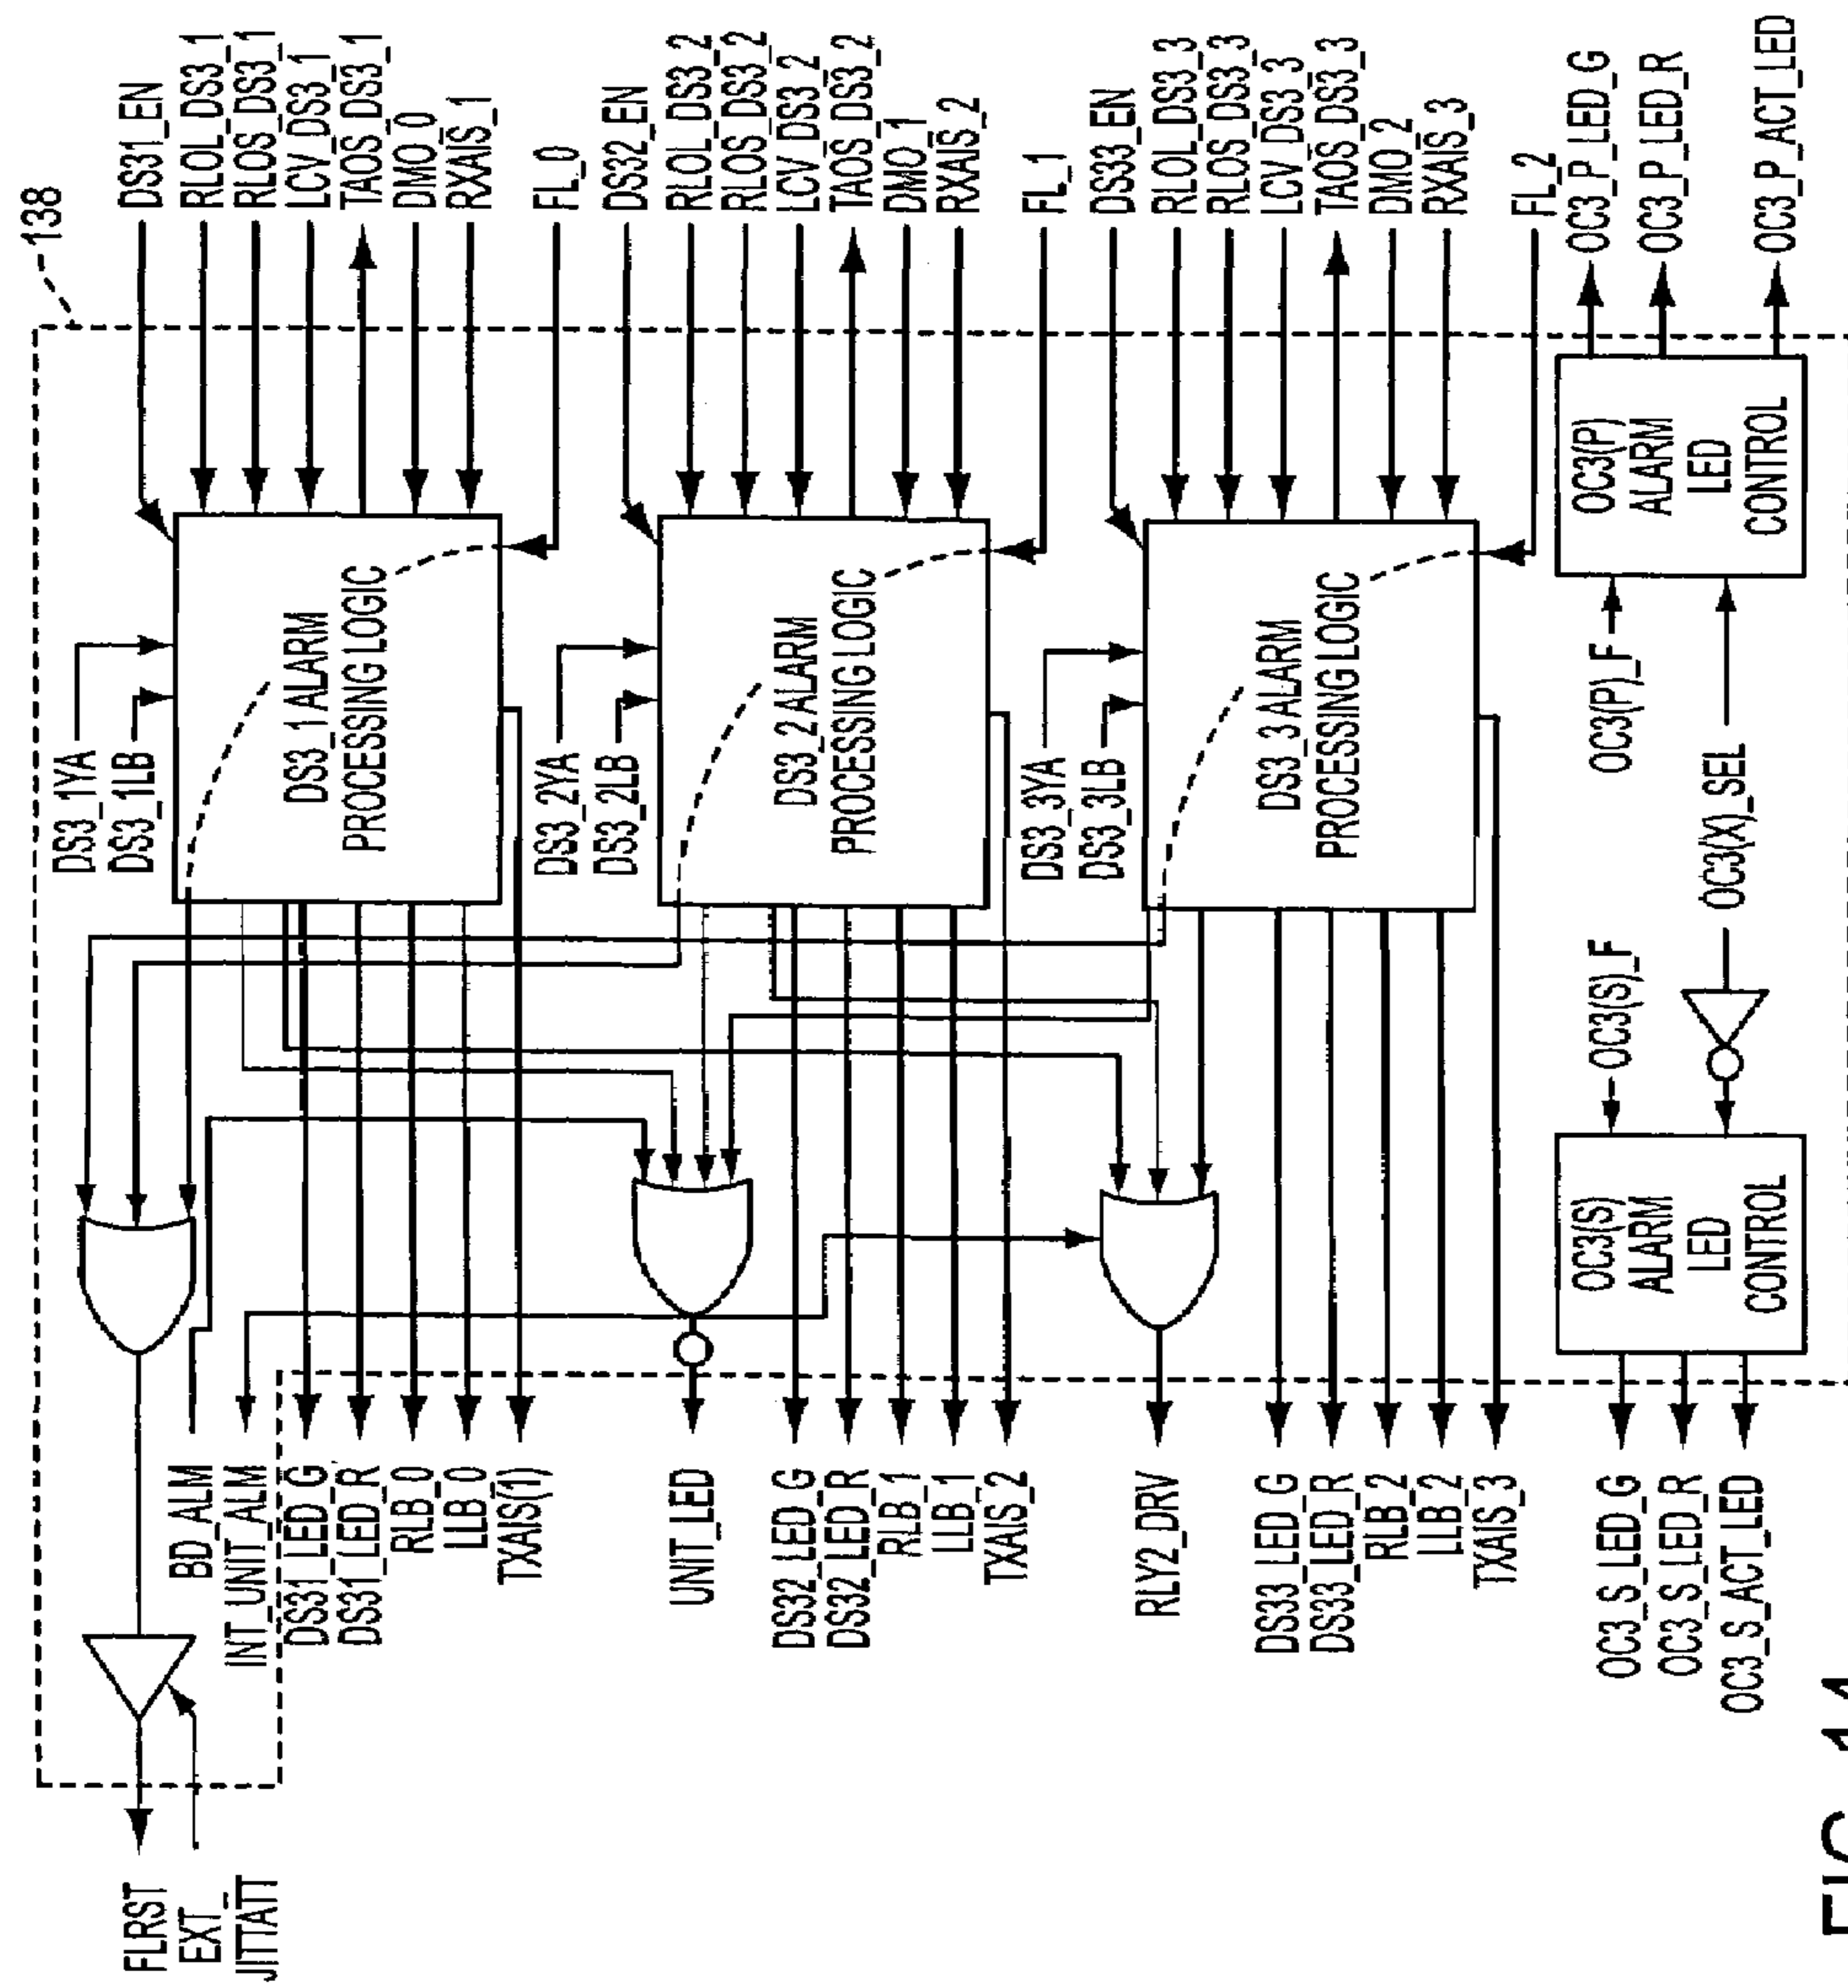 138
DS31_EN
RLOL_DS3_1
RLOS_DS3_1
LCV_DS3_1
TAOS_DS3_1
DMO_0
RXAIS_1
FL_0
DS32_EN
RLOL_DS3_2
RLOS_DS3_2
LCV_DS3_2
TAOS_DS3_2
DMO_1
RXAIS_2
FL_1
DS33_EN
RLOL_DS3_3
RLOS_DS3_3
LCV_DS3_3
TAOS_DS3_3
DMO_2
RXAIS_3
FL_2
OC3_P_LED_G
OC3_P_LED_R
OC3_P_ACT_LED
DS3_1YA
DS3_1LB
DS3_1 ALARM
PROCESSING LOGIC
DS3_2YA
DS3_2LB
DS3_2 ALARM
PROCESSING LOGIC
DS3_3YA
DS3_3LB
DS3_3 ALARM
PROCESSING LOGIC
OC3(P)
ALARM
LED
CONTROL
OC3(P)_F
OC3(X)_SEL
OC3(S)_F
OC3(S)
ALARM
LED
CONTROL
FLRST
EXT_
JITTATT
BD_ALM
INT_UNIT_ALM
DS31_LED_G
DS31_LED_R
RLB_0
LLB_0
TXAIS(1)
UNIT_LED
DS32_LED_G
DS32_LED_R
RLB_1
LLB_1
TXAIS_2
RLY2_DRV
DS33_LED_G
DS33_LED_R
RLB_2
LLB_2
TXAIS_3
OC3_S_LED_G
OC3_S_LED_R
OC3_S_ACT_LED